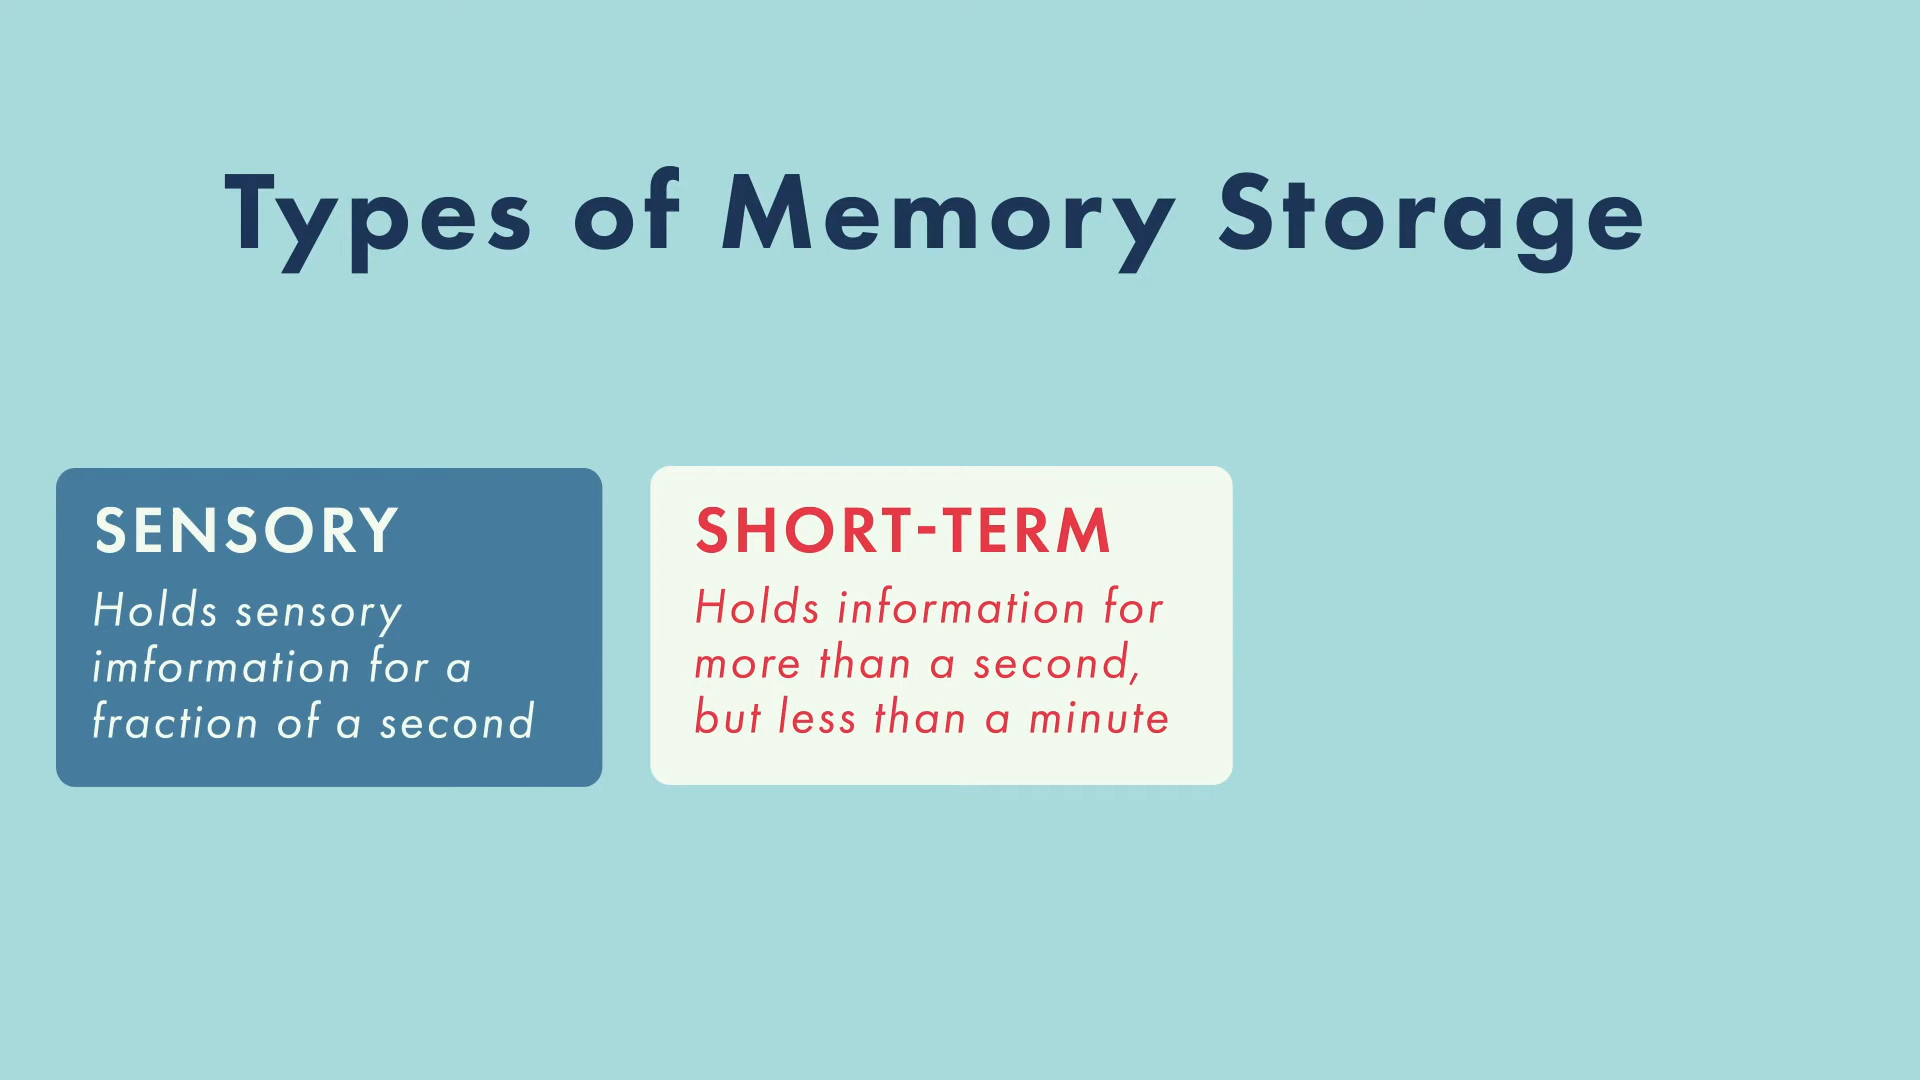 Types of Memory Storage
SENSORY
Holds sensory
imformation for a
fraction of a second
SHORT-TERM
Holds information for
more than a second,
but less than a minute